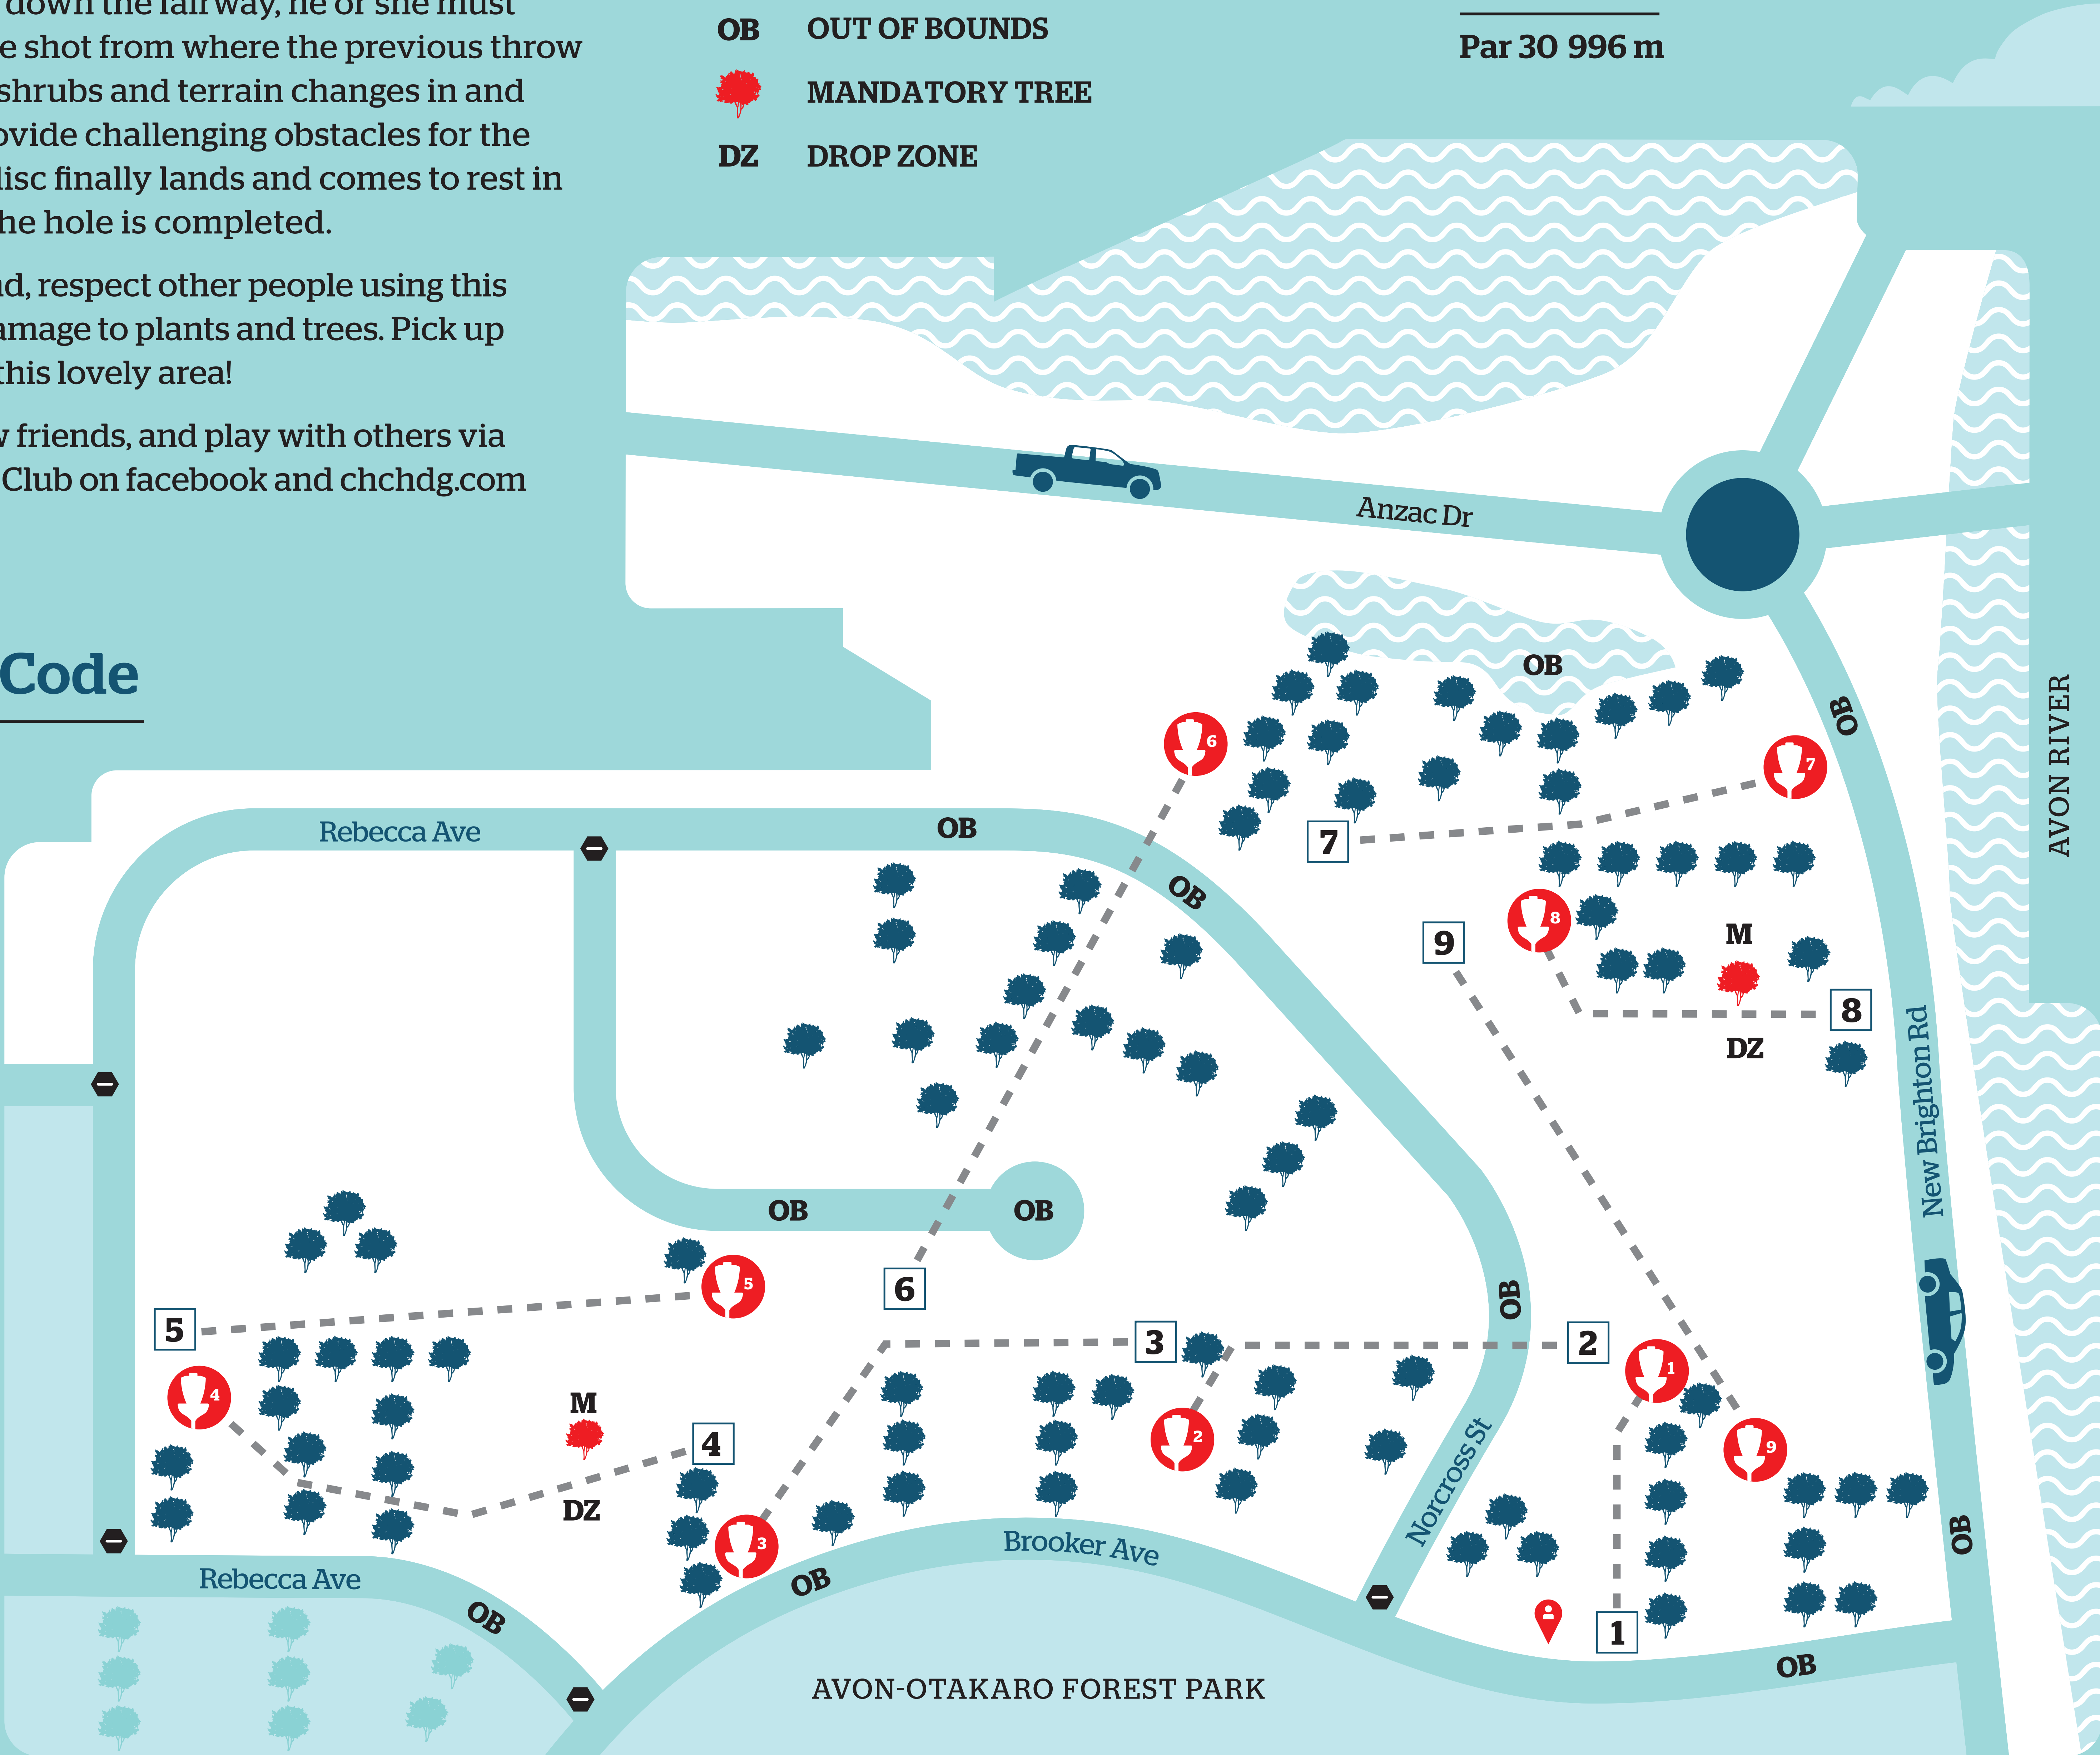 down the fairway, he or she must
e shot from where the previous throw
shrubs and terrain changes in and
ovide challenging obstacles for the
disc finally lands and comes to rest in
he hole is completed.
nd, respect other people using this
amage to plants and trees. Pick up
this lovely area!
w friends, and play with others via
Club on facebook and chchdg.com
Code
OB OUT OF BOUNDS
MANDATORY TREE
DZ DROP ZONE
Par 30 996 m
Anzac Dr
OB
OB
AVON RIVER
6
7
7
Rebecca Ave
OB
OB
8
9
M
8
DZ
New Brighton Rd
OB
OB
6
5
5
OB
3
2
1
4
M
4
2
9
DZ
Norcross St
3
Brooker Ave
OB
OB
Rebecca Ave
OB
1
OB
AVON-OTAKARO FOREST PARK